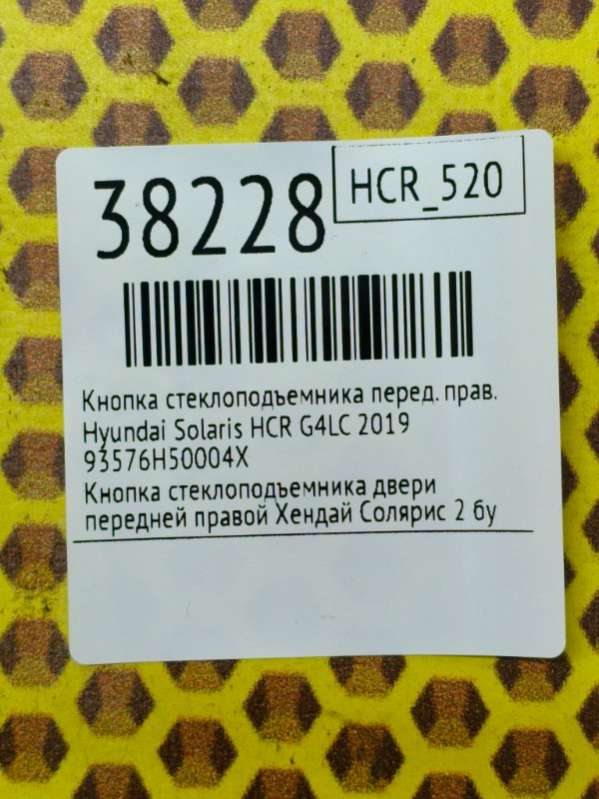 38228
HCR_520
Кнопка стеклоподъемника перед. прав.
Hyundai Solaris HCR G4LC 2019
93576H50004X
Кнопка стеклоподъемника двери
передней правой Хендай Солярис 2 бу